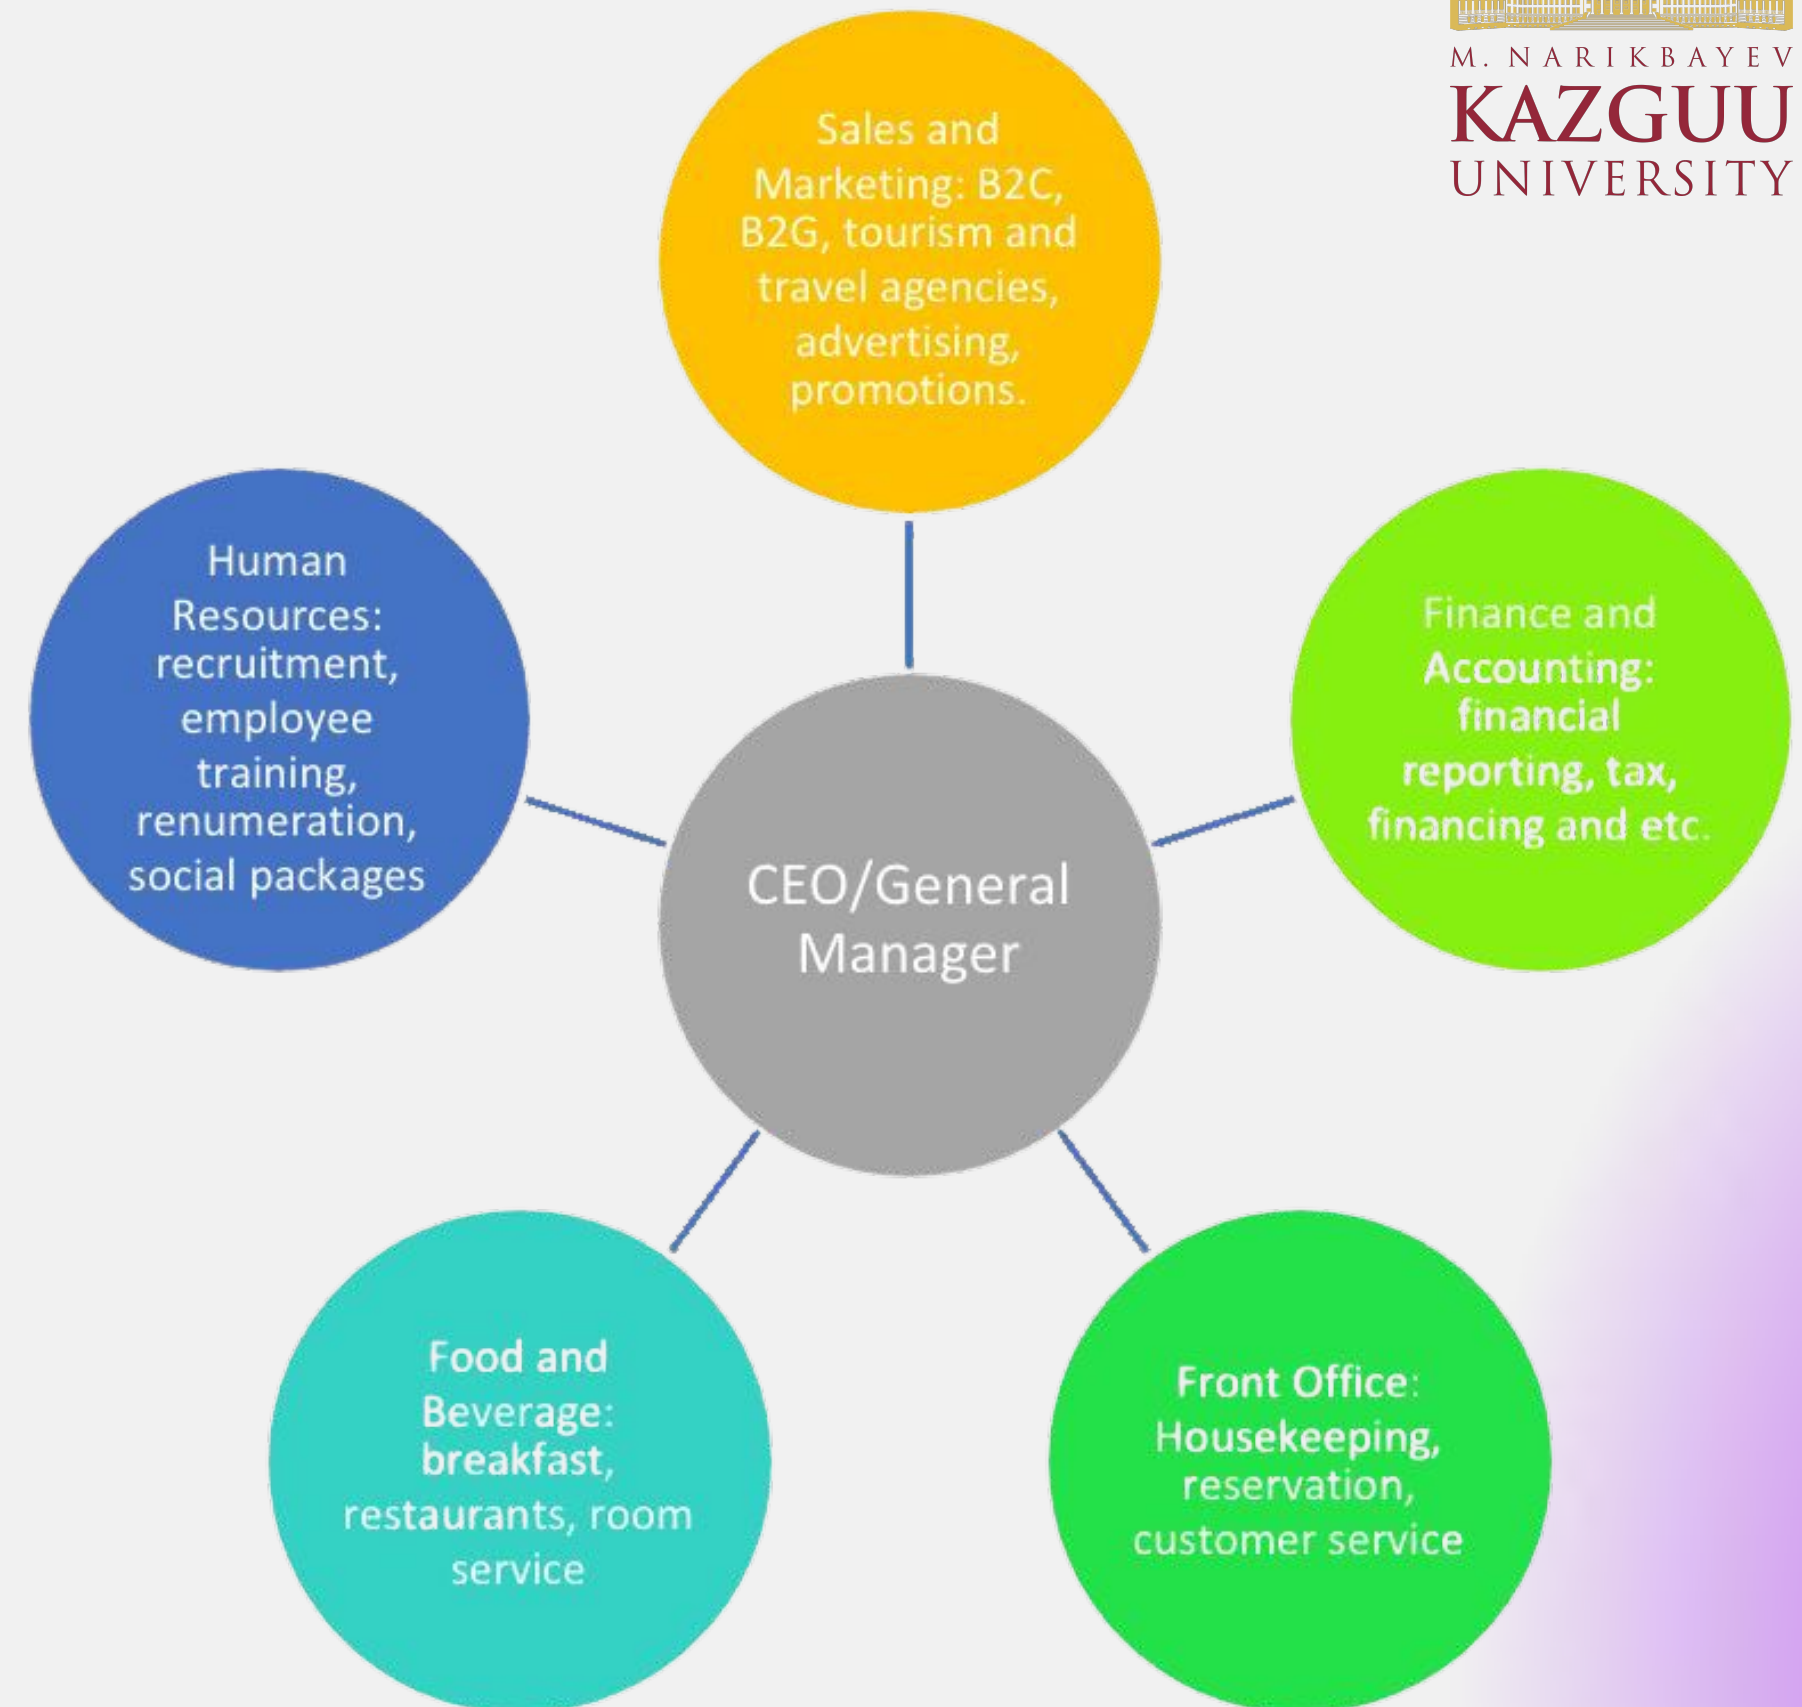 M. NARIKBAYEV
KAZGUU
UNIVERSITY
Sales and
Marketing: B2C,
B2G, tourism and
travel agencies,
advertising,
promotions.
Finance and
Accounting:
financial
reporting, tax,
financing and etc.
Front Office:
Housekeeping,
reservation,
customer service
Food and
Beverage:
breakfast,
restaurants, room
service
Human
Resources:
recruitment,
employee
training,
renumeration,
social packages
CEO/General
Manager